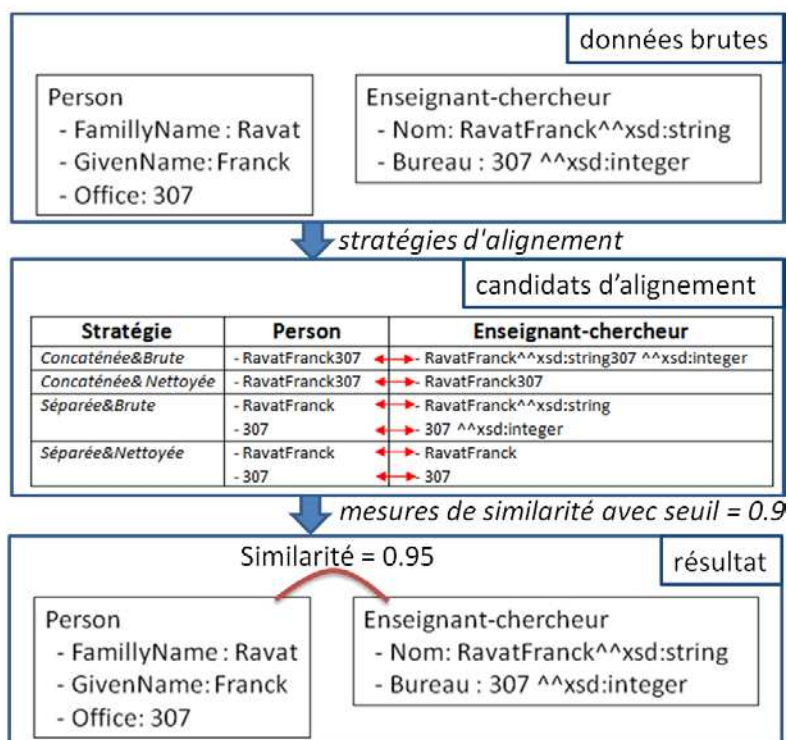 données brutes
Person
- FamillyName : Ravat
- GivenName: Franck
- Office: 307
Enseignant-chercheur
- Nom: RavatFranck^^xsd:string
- Bureau : 307 ^^xsd:integer
stratégies d'alignement
candidats d’alignement
Stratégie Person Enseignant-chercheur
Concaténée&Brute - RavatFranck307 - RavatFranck^^xsd:string307 ^^xsd:integer
Concaténée& Nettoyée - RavatFranck307 - RavatFranck307
Séparée&Brute - RavatFranck - RavatFranck^^xsd:string
- 307 - 307 ^^xsd:integer
Séparée&Nettoyée - RavatFranck - RavatFranck
- 307 - 307
mesures de similarité avec seuil = 0.9
Similarité = 0.95
résultat
Person
- FamillyName : Ravat
- GivenName: Franck
- Office: 307
Enseignant-chercheur
- Nom: RavatFranck^^xsd:string
- Bureau : 307 ^^xsd:integer